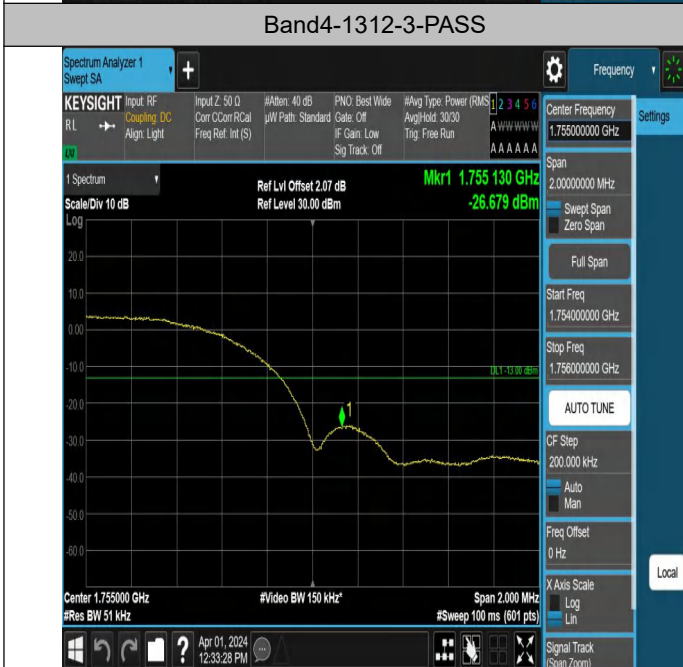 Band4-1312-3-PASS
Spectrum Analyzer 1
Swept SA
Frequency
KEYSIGHT
RL
Input: RF
Coupling: DC
Align: Light
Input Z: 50 Ω
Corr CCorr RCal
Freq Ref: Int (S)
#Atten: 40 dB
µW Path: Standard
PNO: Best Wide
Gate: Off
IF Gain: Low
Sig Track: Off
#Avg Type: Power (RMS
Avg|Hold: 30/30
Trig: Free Run
1 2 3 4 5 6
A W W W W W
A A A A A A
Center Frequency
1.755000000 GHz
Settings
Span
2.00000000 MHz
Swept Span
Zero Span
Full Span
Start Freq
1.754000000 GHz
Stop Freq
1.756000000 GHz
AUTO TUNE
CF Step
200.000 kHz
Auto
Man
Freq Offset
0 Hz
X Axis Scale
Log
Lin
Signal Track
(Span Zoom)
Local
1 Spectrum
Scale/Div 10 dB
Log
Ref Lvl Offset 2.07 dB
Ref Level 30.00 dBm
Mkr1 1.755 130 GHz
-26.679 dBm
20.0
10.0
0.00
-10.0
-20.0
-30.0
-40.0
-50.0
-60.0
DL1 -13.00 dBm
1
Center 1.755000 GHz
#Res BW 51 kHz
#Video BW 150 kHz*
Span 2.000 MHz
#Sweep 100 ms (601 pts)
Apr 01, 2024
12:33:28 PM